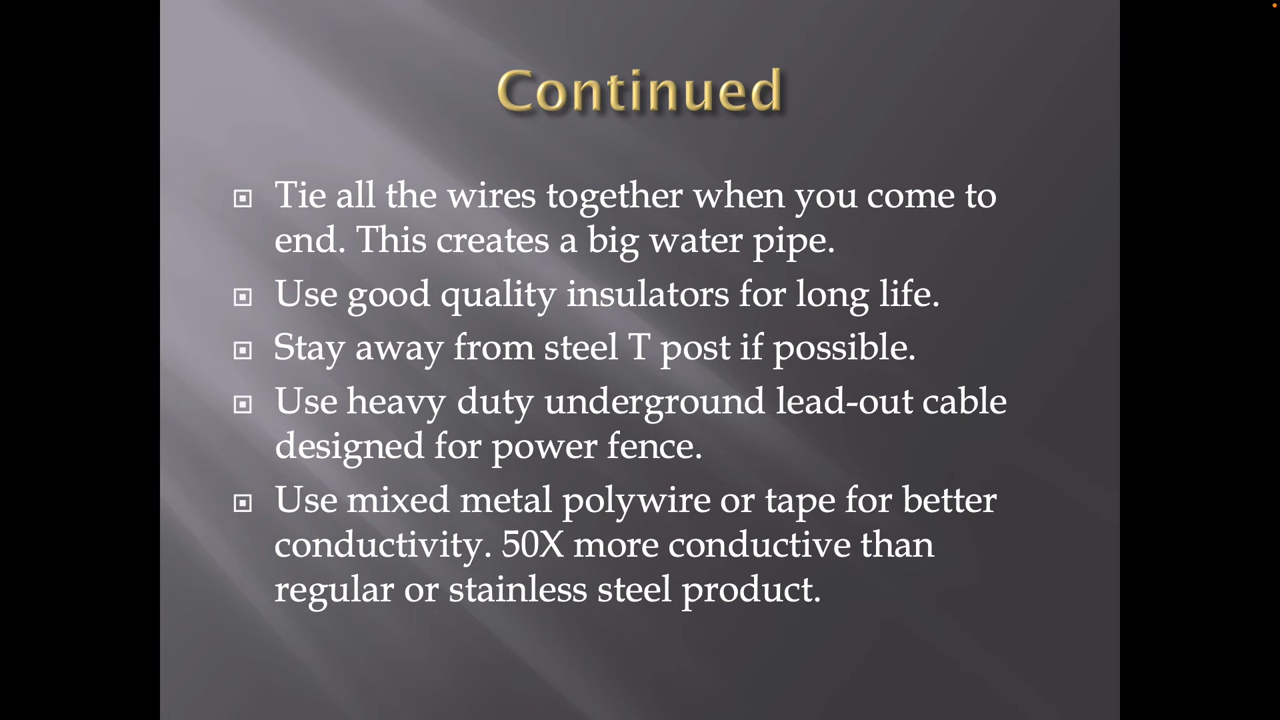 Continued
Tie all the wires together when you come to
end. This creates a big water pipe.
Use good quality insulators for long life.
Stay away from steel T post if possible.
Use heavy duty underground lead-out cable
designed for power fence.
Use mixed metal polywire or tape for better
conductivity. 50X more conductive than
regular or stainless steel product.